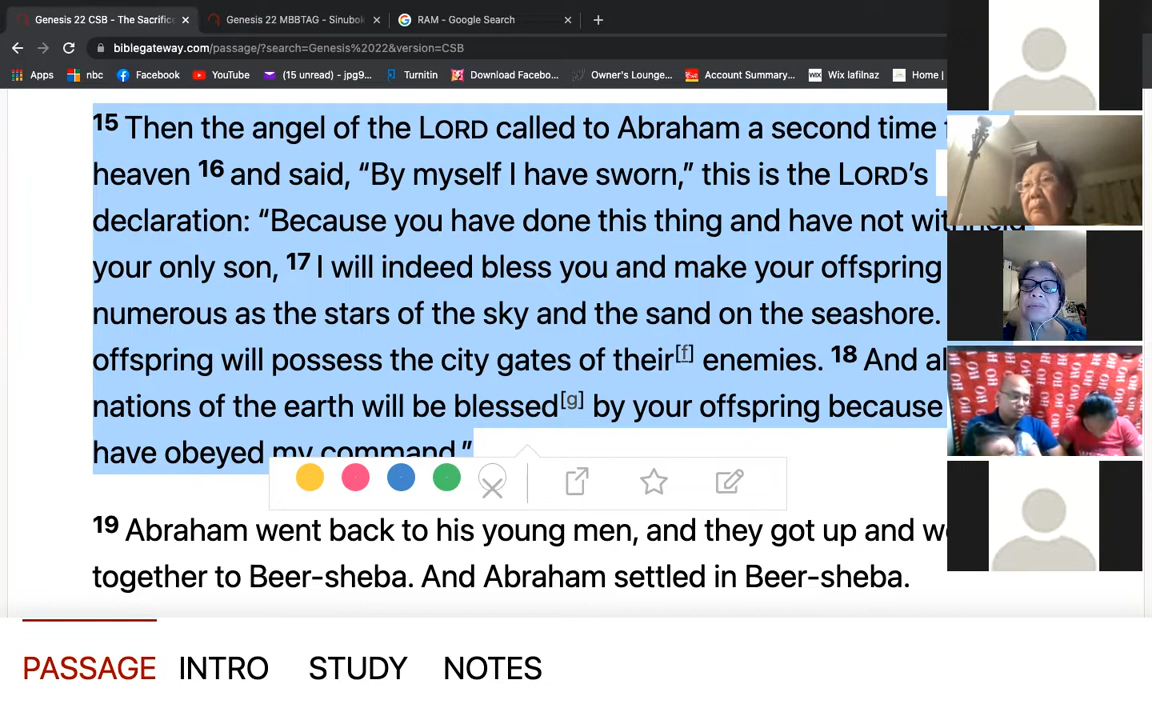 Genesis 22 CSB - The Sacrific
Genesis 22 MBBTAG - Sinubok
RAM - Google Search
biblegateway.com/passage/?search=Genesis%2022&version=CSB
Apps nbc Facebook YouTube (15 unread) - jpg9... Turnitin Download Facebo... Owner's Lounge... Account Summary... WIX Wix lafilnaz Home |
15 Then the angel of the LORD called to Abraham a second time
heaven 16 and said, “By myself I have sworn,” this is the LORD’s
declaration: “Because you have done this thing and have not withheld
your only son, 17 I will indeed bless you and make your offspring
numerous as the stars of the sky and the sand on the seashore.
offspring will possess the city gates of their[f] enemies. 18 And al
nations of the earth will be blessed[g] by your offspring because
have obeyed my command.”
19 Abraham went back to his young men, and they got up and we
together to Beer-sheba. And Abraham settled in Beer-sheba.
PASSAGE INTRO STUDY NOTES